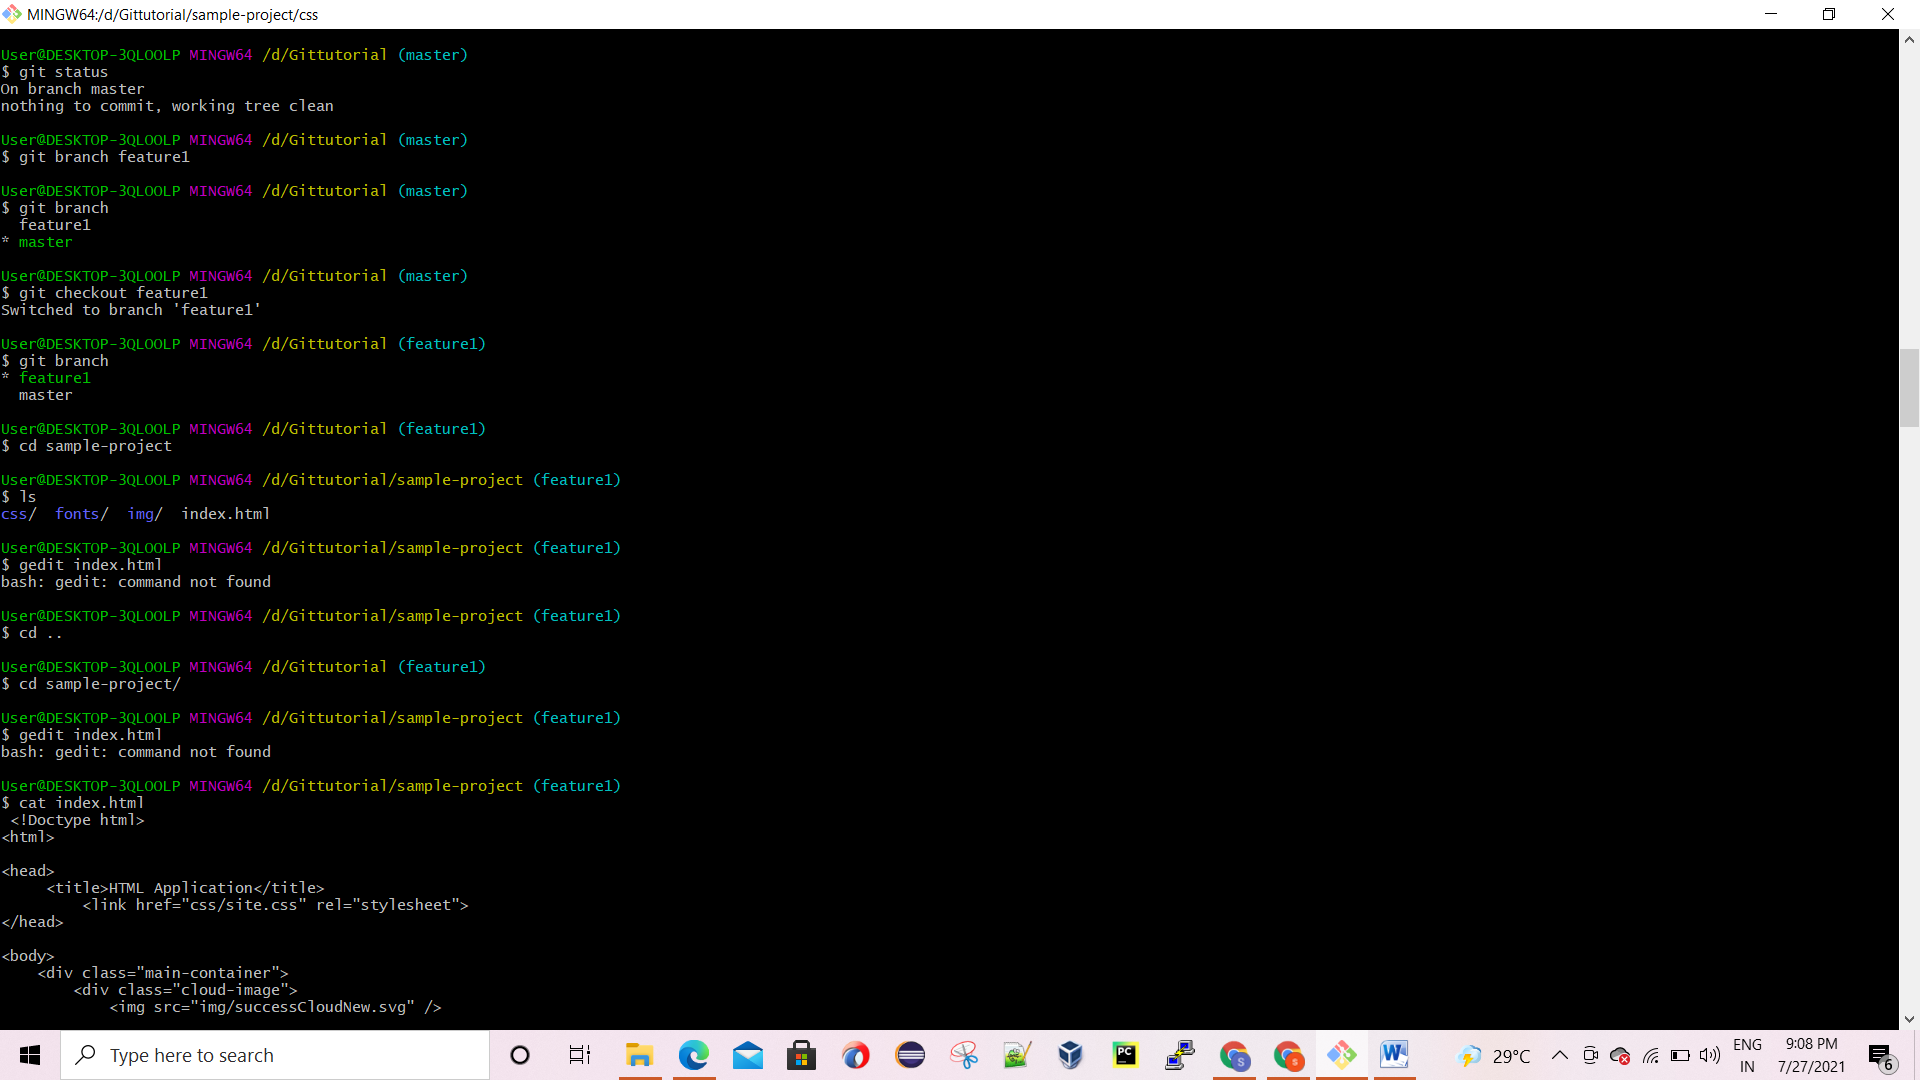 MINGW64:/d/Gittutorial/sample-project/css
User@DESKTOP-3QLOOLP MINGW64 /d/Gittutorial (master)
$ git status
On branch master
nothing to commit, working tree clean
User@DESKTOP-3QLOOLP MINGW64 /d/Gittutorial (master)
$ git branch feature1
User@DESKTOP-3QLOOLP MINGW64 /d/Gittutorial (master)
$ git branch
  feature1
* master
User@DESKTOP-3QLOOLP MINGW64 /d/Gittutorial (master)
$ git checkout feature1
Switched to branch 'feature1'
User@DESKTOP-3QLOOLP MINGW64 /d/Gittutorial (feature1)
$ git branch
* feature1
  master
User@DESKTOP-3QLOOLP MINGW64 /d/Gittutorial (feature1)
$ cd sample-project
User@DESKTOP-3QLOOLP MINGW64 /d/Gittutorial/sample-project (feature1)
$ ls
css/  fonts/  img/  index.html
User@DESKTOP-3QLOOLP MINGW64 /d/Gittutorial/sample-project (feature1)
$ gedit index.html
bash: gedit: command not found
User@DESKTOP-3QLOOLP MINGW64 /d/Gittutorial/sample-project (feature1)
$ cd ..
User@DESKTOP-3QLOOLP MINGW64 /d/Gittutorial (feature1)
$ cd sample-project/
User@DESKTOP-3QLOOLP MINGW64 /d/Gittutorial/sample-project (feature1)
$ gedit index.html
bash: gedit: command not found
User@DESKTOP-3QLOOLP MINGW64 /d/Gittutorial/sample-project (feature1)
$ cat index.html
 <!Doctype html>
<html>
<head>
     <title>HTML Application</title>
         <link href="css/site.css" rel="stylesheet">
</head>
<body>
    <div class="main-container">
        <div class="cloud-image">
            <img src="img/successCloudNew.svg" />
Type here to search
PC
S
s
W
29°C
ENG
IN
9:08 PM
7/27/2021
6